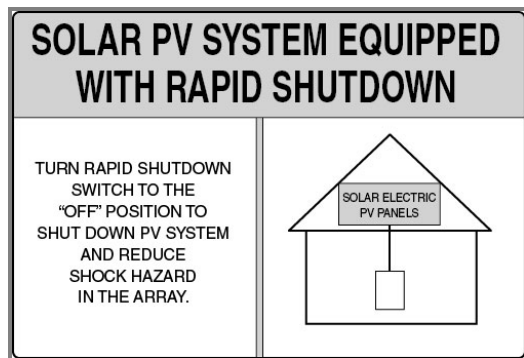 SOLAR PV SYSTEM EQUIPPED
WITH RAPID SHUTDOWN
TURN RAPID SHUTDOWN
SWITCH TO THE
“OFF” POSITION TO
SHUT DOWN PV SYSTEM
AND REDUCE
SHOCK HAZARD
IN THE ARRAY.
SOLAR ELECTRIC
PV PANELS